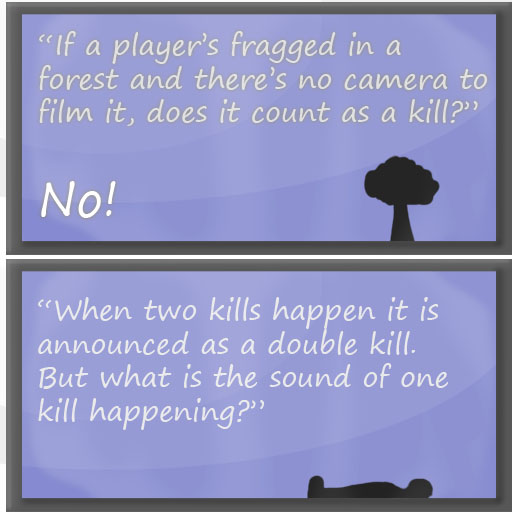 “If a player’s fragged in a
forest and there’s no camera to
film it, does it count as a kill?”
No!
“When two kills happen it is
announced as a double kill.
But what is the sound of one
kill happening?”